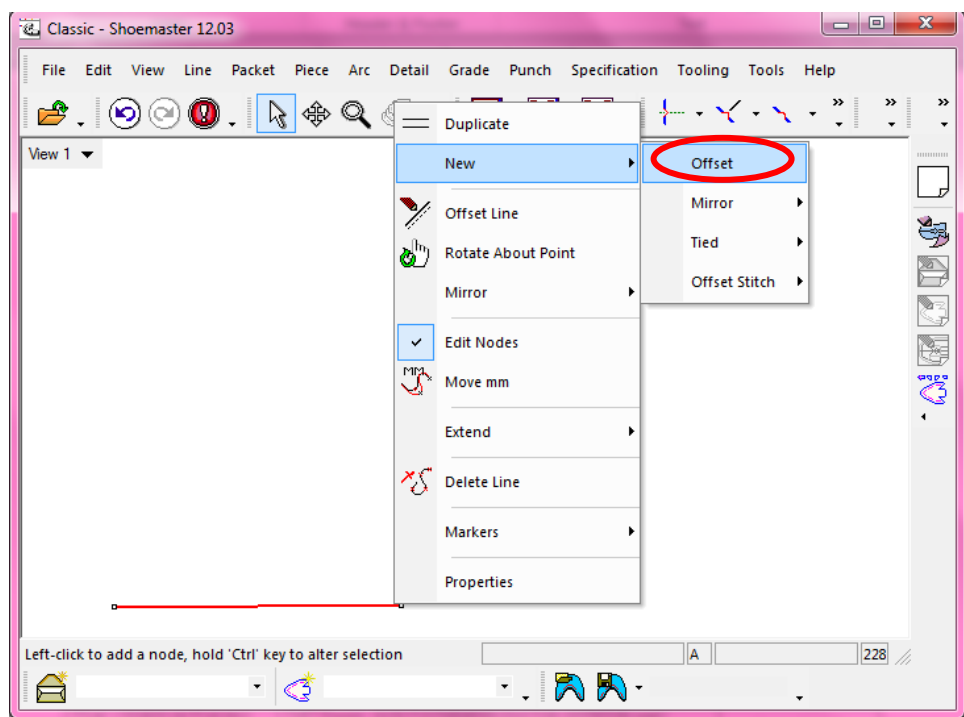 Classic - Shoemaster 12.03
File Edit View Line Packet Piece Arc Detail Grade Punch Specification Tooling Tools Help
View 1
Duplicate
New
Offset
Offset Line
Mirror
Rotate About Point
Tied
Mirror
Offset Stitch
Edit Nodes
MM
Move mm
Extend
Delete Line
Markers
Properties
Left-click to add a node, hold 'Ctrl' key to alter selection
A
228